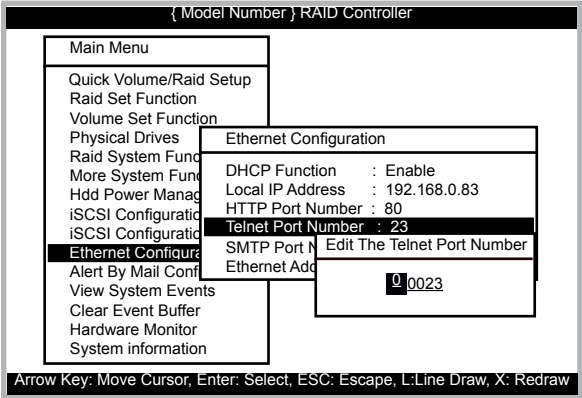 { Model Number } RAID Controller
Main Menu
Quick Volume/Raid Setup
Raid Set Function
Volume Set Function
Physical Drives
Raid System Func
More System Func
Hdd Power Manag
iSCSI Configuratio
iSCSI Configuratio
Ethernet Configura
Alert By Mail Conf
View System Events
Clear Event Buffer
Hardware Monitor
System information
Ethernet Configuration
DHCP Function : Enable
Local IP Address : 192.168.0.83
HTTP Port Number : 80
Telnet Port Number : 23
SMTP Port N
Ethernet Add
Edit The Telnet Port Number
0 0023
Arrow Key: Move Cursor, Enter: Select, ESC: Escape, L:Line Draw, X: Redraw